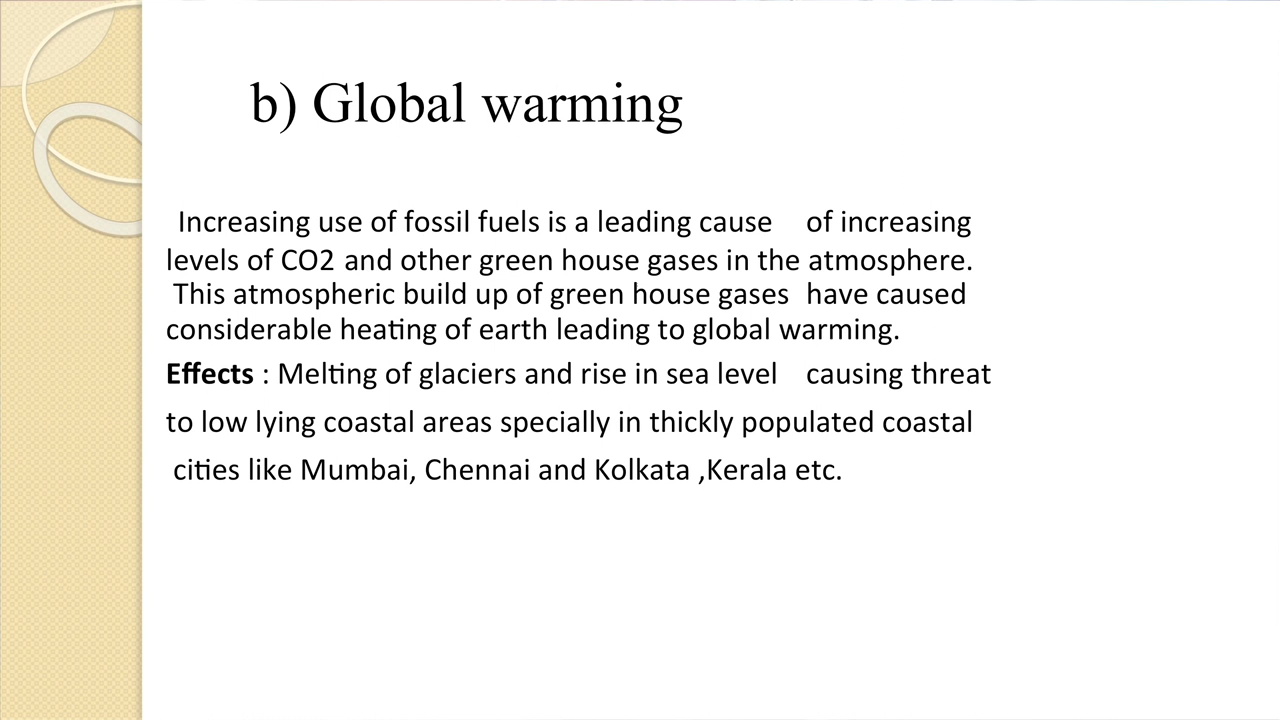 b) Global warming
Increasing use of fossil fuels is a leading cause of increasing
levels of CO2 and other green house gases in the atmosphere.
This atmospheric build up of green house gases have caused
considerable heating of earth leading to global warming.
Effects : Melting of glaciers and rise in sea level causing threat
to low lying coastal areas specially in thickly populated coastal
cities like Mumbai, Chennai and Kolkata ,Kerala etc.